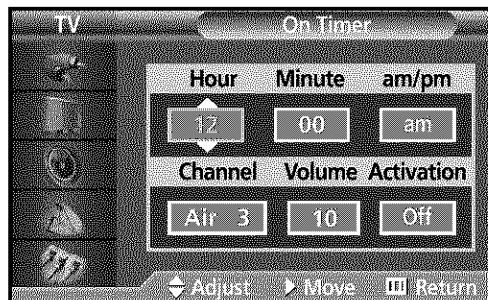 TV On Timer
Hour Minute am/pm
12 00 am
Channel Volume Activation
Air 3 10 Off
Adjust Move Return